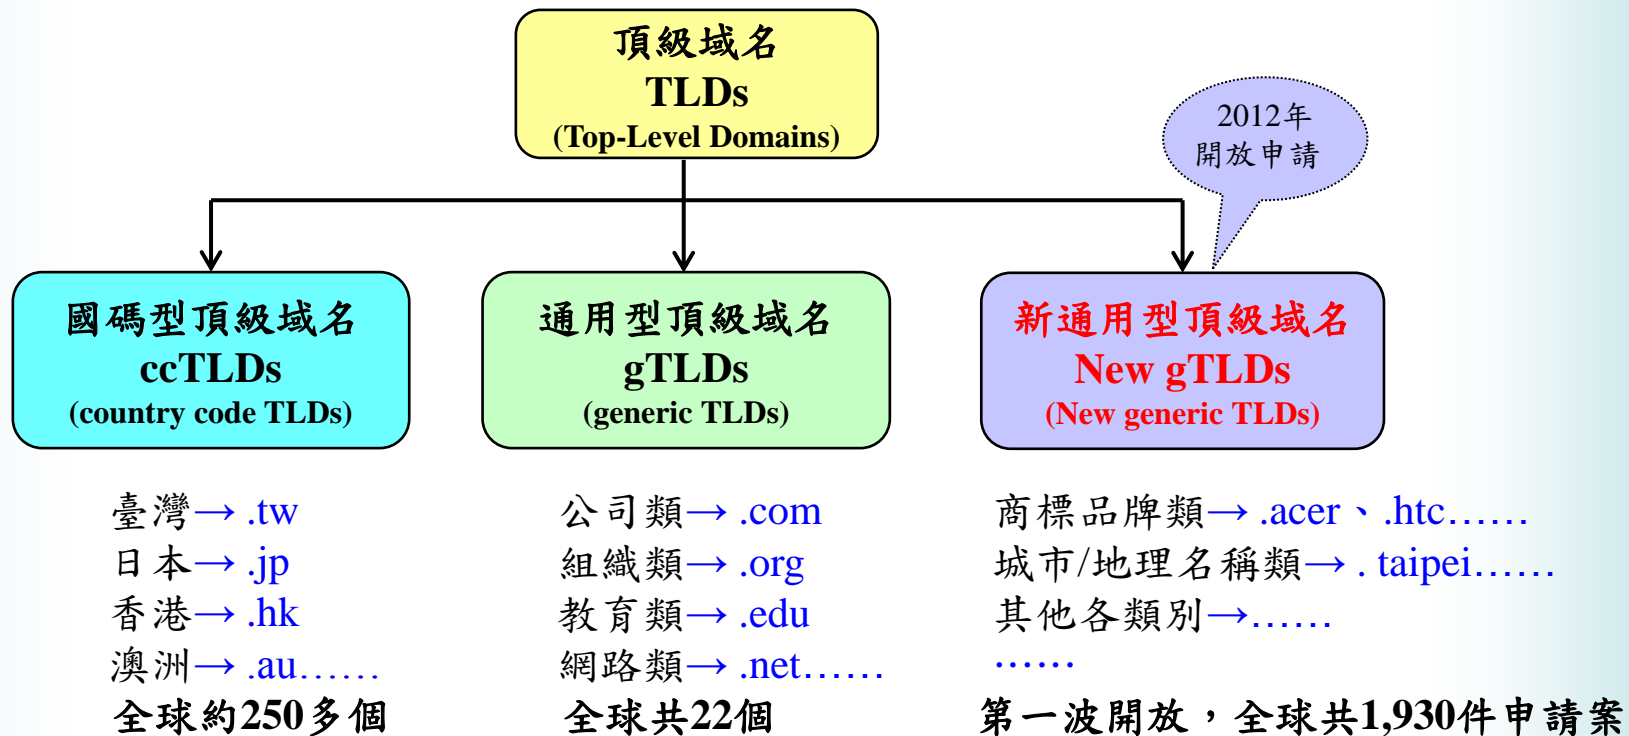 頂級域名
TLDs
(Top-Level Domains)
2012年
開放申請
國碼型頂級域名
ccTLDs
(country code TLDs)
通用型頂級域名
gTLDs
(generic TLDs)
新通用型頂級域名
New gTLDs
(New generic TLDs)
臺灣→ .tw
日本→ .jp
香港→ .hk
澳洲→ .au……
全球約250多個
公司類→ .com
組織類→ .org
教育類→ .edu
網路類→ .net……
全球共22個
商標品牌類→ .acer、.htc……
城市/地理名稱類→ . taipei……
其他各類別→……
……
第一波開放，全球共1,930件申請案